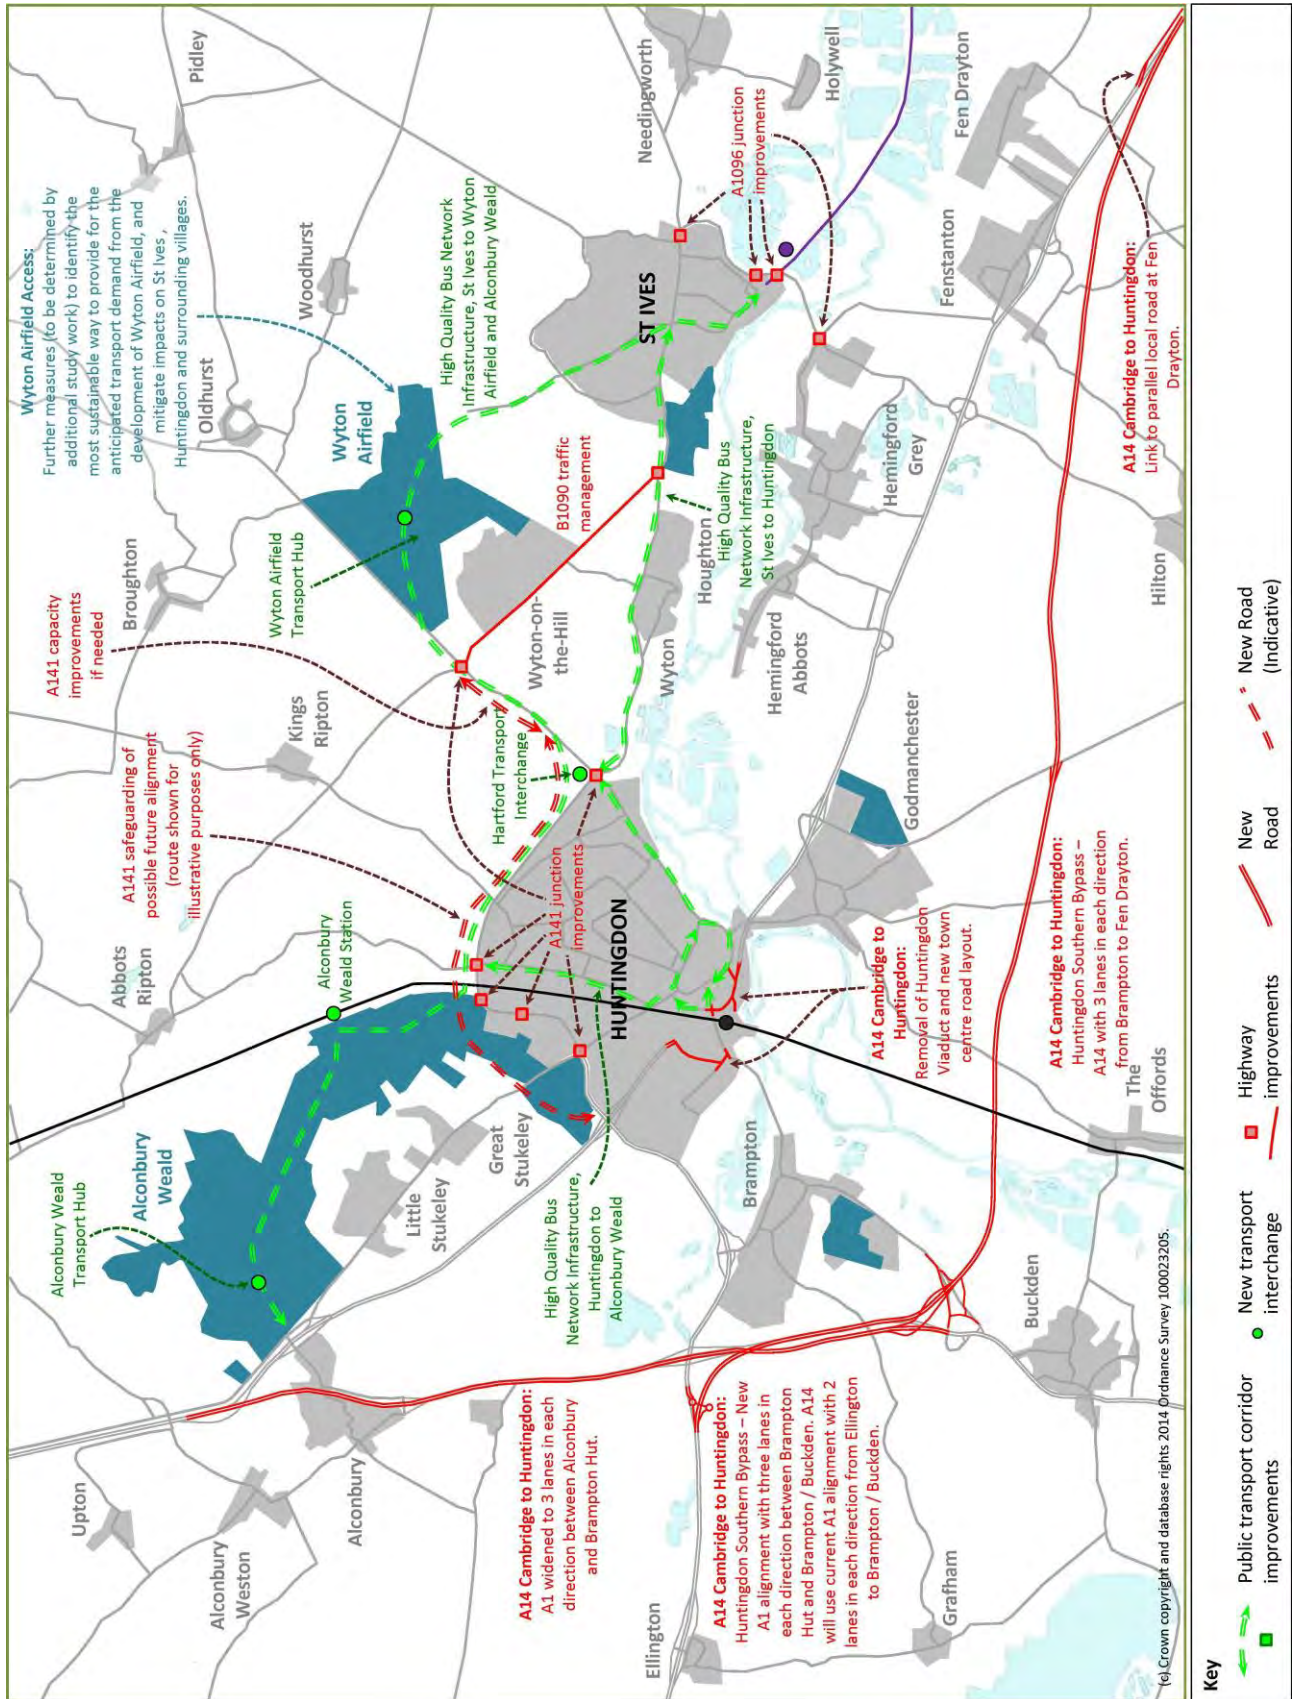 Wyton Airfield Access:
Further measures (to be determined by
additional study work) to identify the
most sustainable way to provide for the
anticipated transport demand from the
development of Wyton Airfield, and
mitigate impacts on St Ives ,
Huntingdon and surrounding villages.
Pidley
Woodhurst
Oldhurst
Wyton
Airfield
Broughton
A141 capacity
improvements
if needed
Wyton Airfield
Transport Hub
Kings
Ripton
A141 safeguarding of
possible future alignment
(route shown for
illustrative purposes only)
Abbots
Ripton
Alconbury
Weald Station
Alconbury Weald
Transport Hub
Alconbury
Weald
Upton
Alconbury
Weston
Alconbury
Little
Stukeley
Great
Stukeley
High Quality Bus Network
Infrastructure, St Ives to Wyton
Airfield and Alconbury Weald
Needingworth
A1096 junction
improvements
Holywell
ST IVES
B1090 traffic
management
Wyton-on-
the-Hill
Hartford Transport
Interchange
A141 junction
improvements
HUNTINGDON
High Quality Bus
Network Infrastructure,
Huntingdon to
Alconbury Weald
Houghton
High Quality Bus
Network Infrastructure,
St Ives to Huntingdon
Wyton
Hemingford
Grey
Hemingford
Abbots
Fenstanton
Fen Drayton
Godmanchester
Brampton
A14 Cambridge to
Huntingdon:
Removal of Huntingdon
Viaduct and new town
centre road layout.
A14 Cambridge to Huntingdon:
A1 widened to 3 lanes in each
direction between Alconbury
and Brampton Hut.
A14 Cambridge to Huntingdon:
Huntingdon Southern Bypass – New
A1 alignment with three lanes in
each direction between Brampton
Hut and Brampton / Buckden. A14
will use current A1 alignment with 2
lanes in each direction from Ellington
to Brampton / Buckden.
Ellington
Grafham
Buckden
The
Offords
A14 Cambridge to Huntingdon:
Huntingdon Southern Bypass –
A14 with 3 lanes in each direction
from Brampton to Fen Drayton.
Hilton
A14 Cambridge to Huntingdon:
Link to parallel local road at Fen
Drayton.
(c) Crown copyright and database rights 2014 Ordnance Survey 100023205.
Key
Public transport corridor
improvements
New transport
interchange
Highway
improvements
New
Road
New Road
(Indicative)